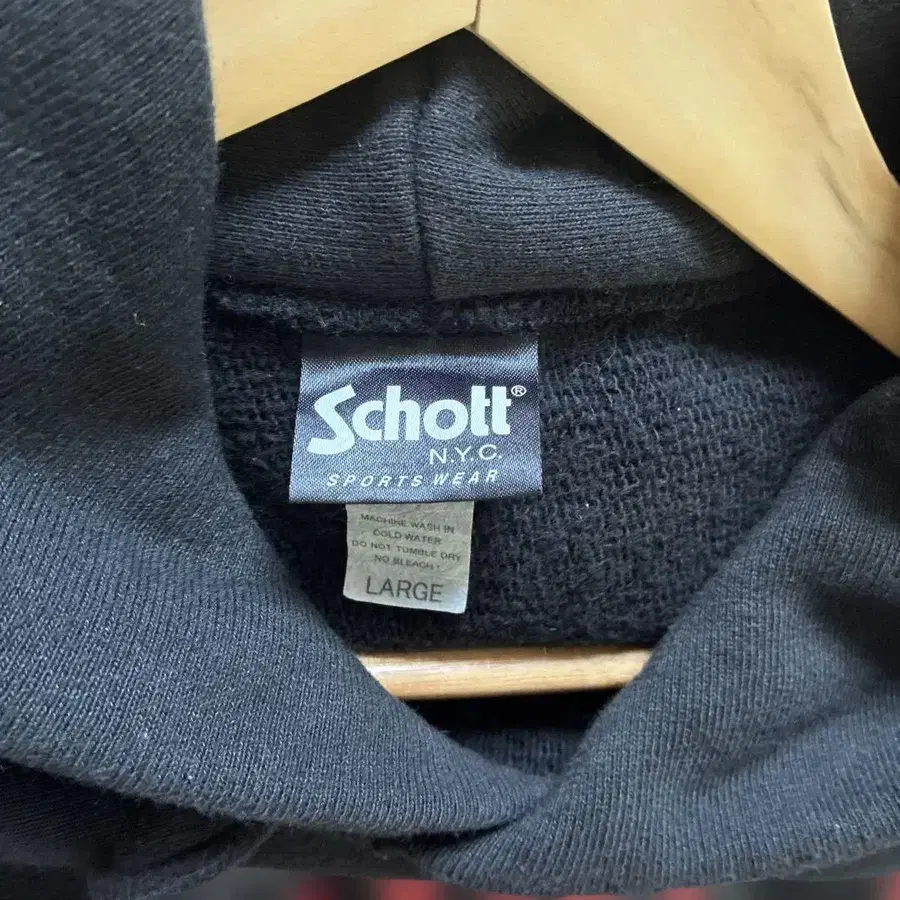 Schott®
N.Y.C.
SPORTS WEAR
MACHINE WASH IN
COLD WATER
DO NOT TUMBLE DRY
NO BLEACH
LARGE